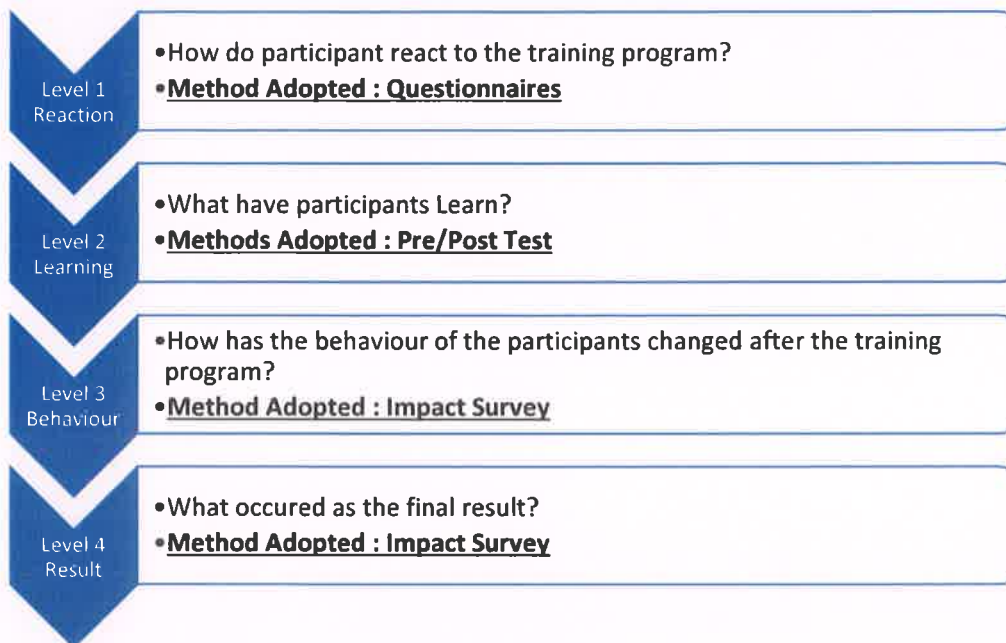 Level 1
Reaction
•How do participant react to the training program?
•Method Adopted : Questionnaires
Level 2
Learning
•What have participants Learn?
•Methods Adopted : Pre/Post Test
Level 3
Behaviour
•How has the behaviour of the participants changed after the training
program?
•Method Adopted : Impact Survey
Level 4
Result
•What occured as the final result?
•Method Adopted : Impact Survey